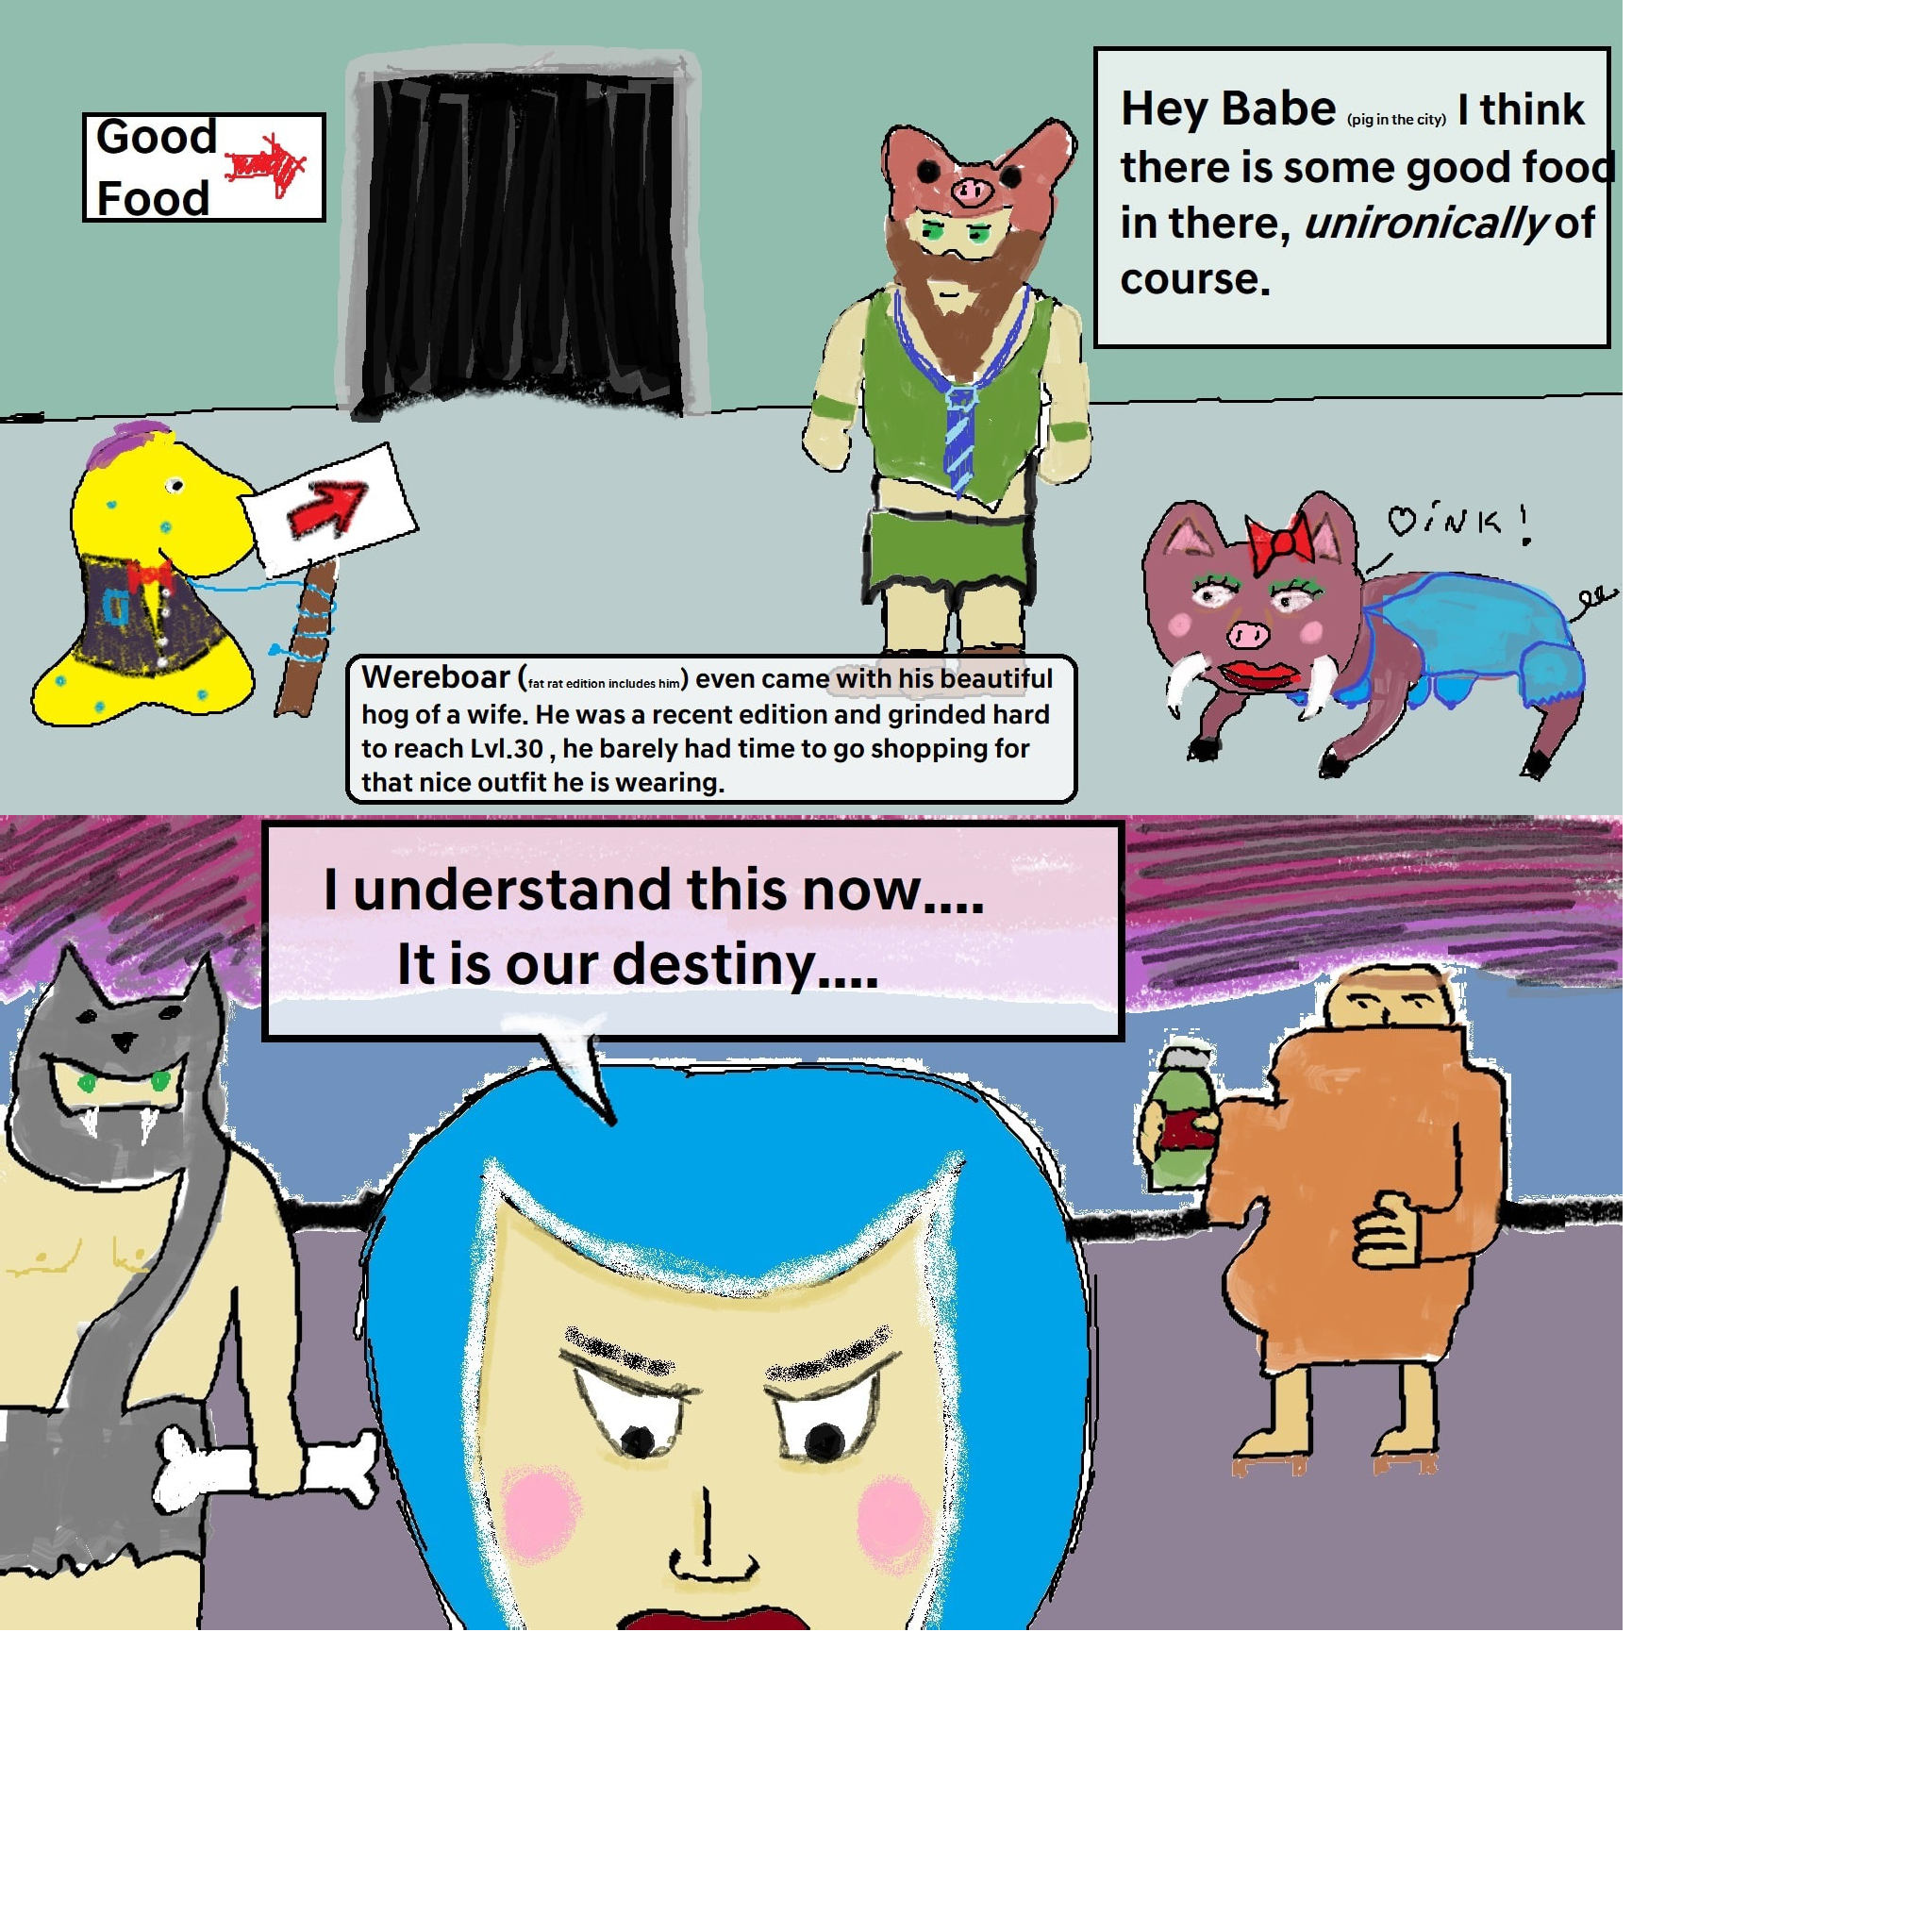 Good
Food
Hey Babe (pig in the city) I think
there is some good food
in there, unironically of
course.
OiNK!
Wereboar (fat rat edition includes him) even came with his beautiful
hog of a wife. He was a recent edition and grinded hard
to reach Lvl.30 , he barely had time to go shopping for
that nice outfit he is wearing.
I understand this now....
It is our destiny....